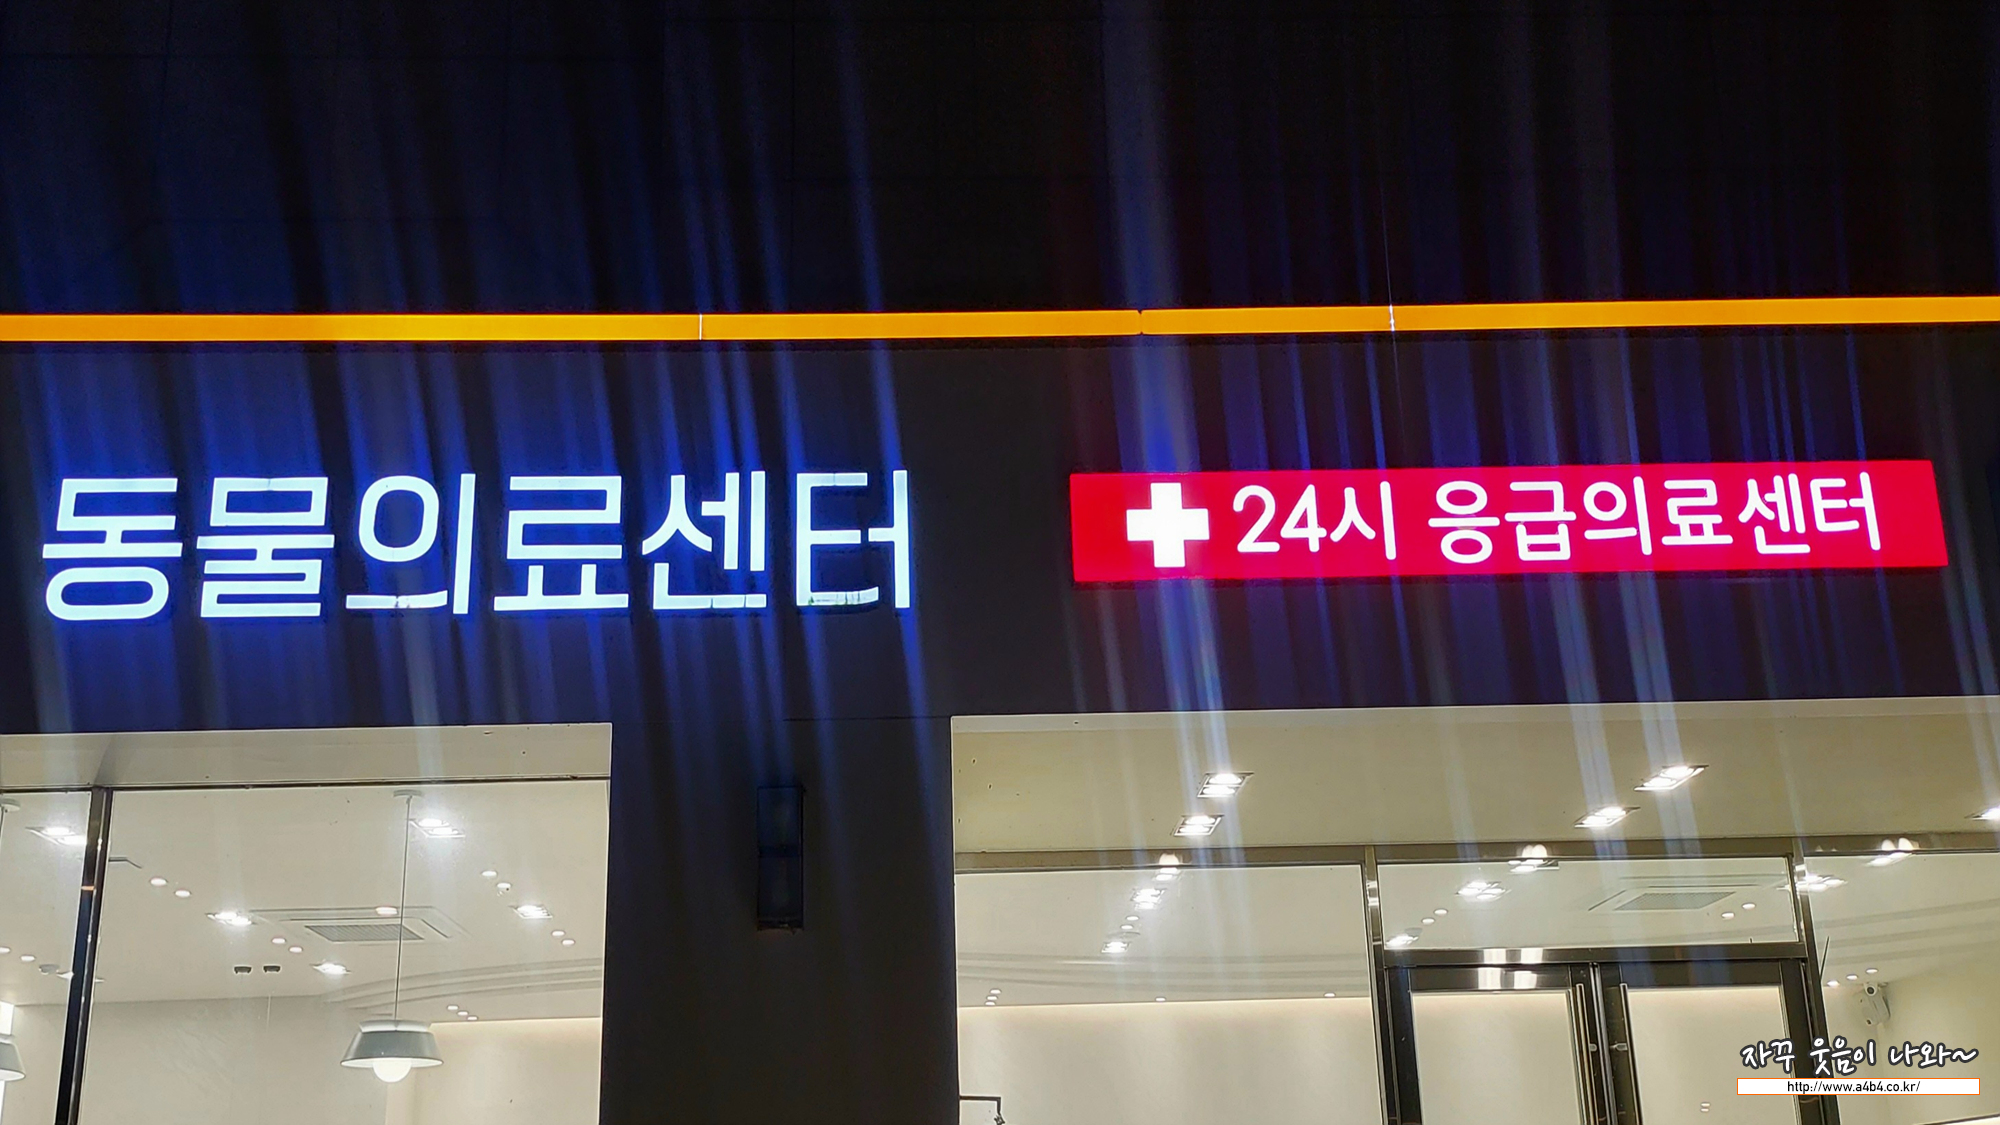 동물의료센터
24시 응급의료센터
자꾸 웃음이 나와~
http://www.a4b4.co.kr/